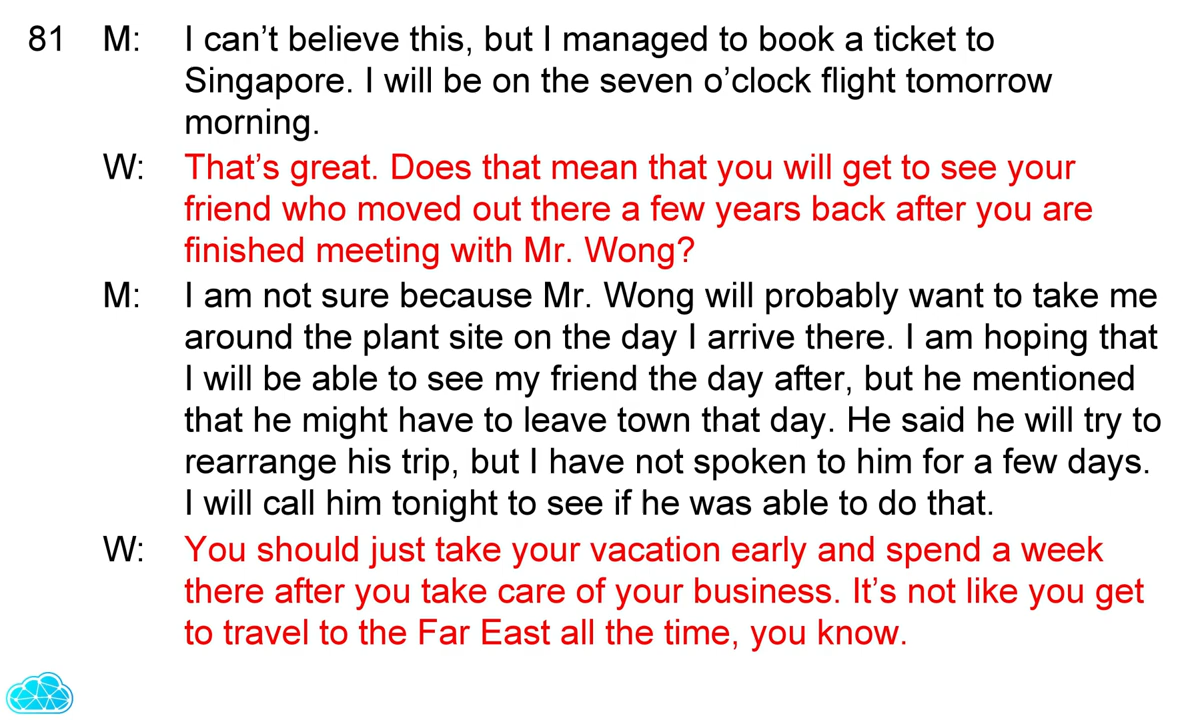 81 M: I can’t believe this, but I managed to book a ticket to
Singapore. I will be on the seven o’clock flight tomorrow
morning.
W: That’s great. Does that mean that you will get to see your
friend who moved out there a few years back after you are
finished meeting with Mr. Wong?
M: I am not sure because Mr. Wong will probably want to take me
around the plant site on the day I arrive there. I am hoping that
I will be able to see my friend the day after, but he mentioned
that he might have to leave town that day. He said he will try to
rearrange his trip, but I have not spoken to him for a few days.
I will call him tonight to see if he was able to do that.
W: You should just take your vacation early and spend a week
there after you take care of your business. It’s not like you get
to travel to the Far East all the time, you know.